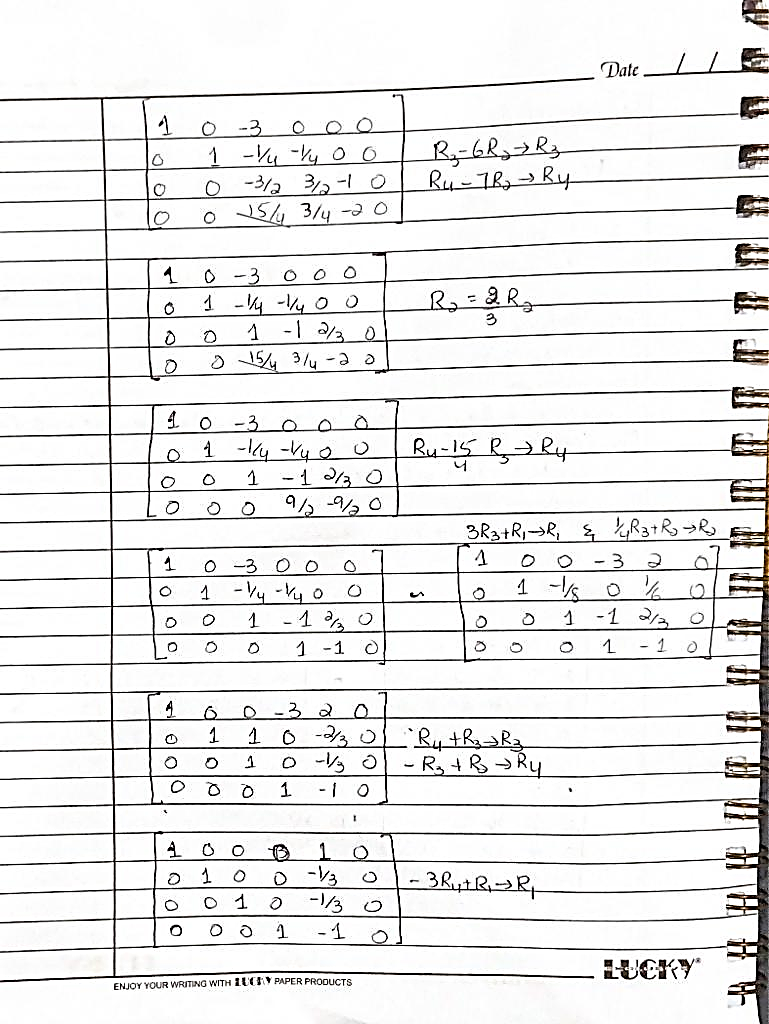 Date / /
1 0 -3 0 0 0
0 1 -1/4 -1/4 0 0 R3-6R2→R3
0 0 -3/2 3/2 -1 0 R4-7R2→R4
0 0 15/4 3/4 -2 0
1 0 -3 0 0 0
0 1 -1/4 -1/4 0 0 R2 = 2/3 R2
0 0 1 -1 2/3 0
0 0 15/4 3/4 -2 0
1 0 -3 0 0 0
0 1 -1/4 -1/4 0 0 R4-15/4 R3→R4
0 0 1 -1 2/3 0
0 0 0 9/2 -9/2 0
3R3+R1→R1 & 1/4R3+R2→R2
1 0 -3 0 0 0 1 0 0 -3 2 0
0 1 -1/4 -1/4 0 0 ~ 0 1 -1/8 0 1/6 0
0 0 1 -1 2/3 0 0 0 1 -1 2/3 0
0 0 0 1 -1 0 0 0 0 1 -1 0
1 0 0 -3 2 0
0 1 1 0 -2/3 0 R4+R3→R3
0 0 1 0 -1/3 0 -R3+R2→R4
0 0 0 1 -1 0
1 0 0 0 1 0
0 1 0 0 -1/3 0 -3R4+R1→R1
0 0 1 0 -1/3 0
0 0 0 1 -1 0
LUCKY®
ENJOY YOUR WRITING WITH LUCKY PAPER PRODUCTS